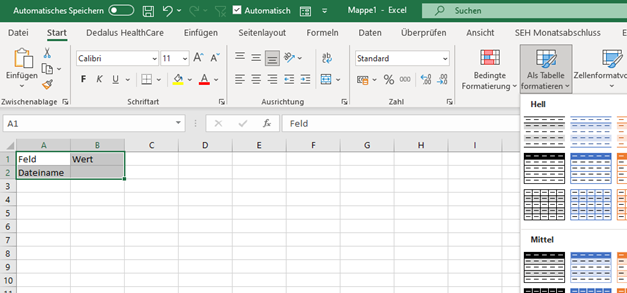 Automatisches Speichern Automatisch Mappe1 - Excel Suchen
Datei Start Dedalus HealthCare Einfügen Seitenlayout Formeln Daten Überprüfen Ansicht SEH Monatsabschluss E
Einfügen Calibri 11 A A ab Standard Bedingte Formatierung Als Tabelle formatieren Zellenformatvo
F K U A % 000
Zwischenablage Schriftart Ausrichtung Zahl
Hell
A1 fx Feld
A B C D E F G H I
1 Feld Wert
2 Dateiname
3
4
5
6
7
Mittel
8
9
10